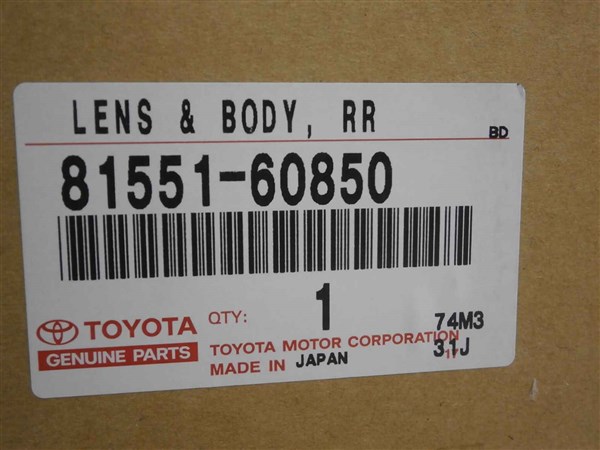 LENS & BODY, RR
BD
81551-60850
TOYOTA
GENUINE PARTS
QTY: 1
74M3
TOYOTA MOTOR CORPORATION
MADE IN JAPAN
31J